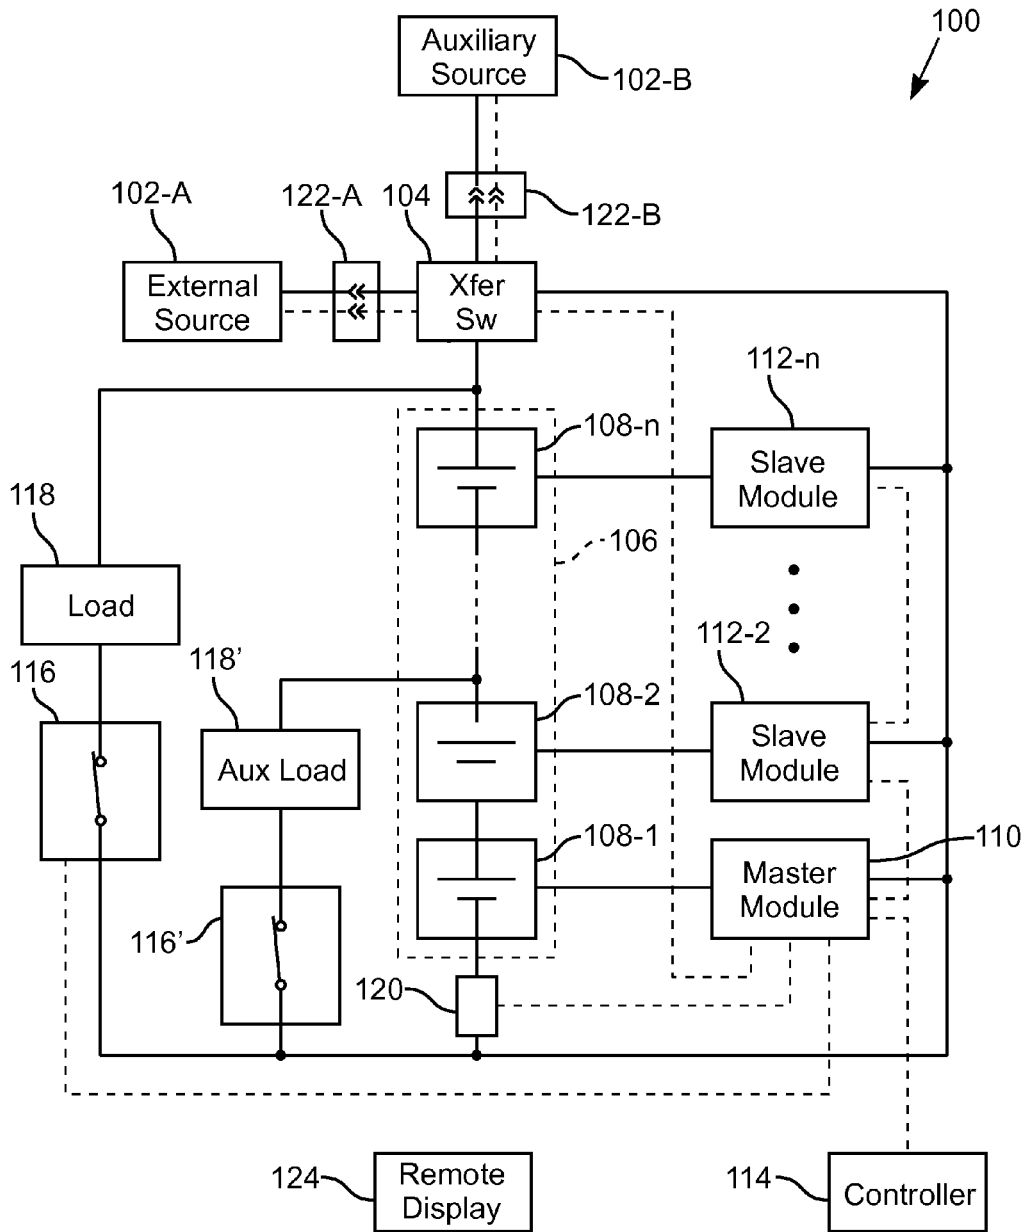 100
Auxiliary
Source
102-B
102-A
122-A
104
122-B
External
Source
Xfer
Sw
112-n
108-n
Slave
Module
118
106
Load
112-2
116
118’
108-2
Aux Load
Slave
Module
108-1
110
Master
Module
116’
120
124
Remote
Display
114
Controller